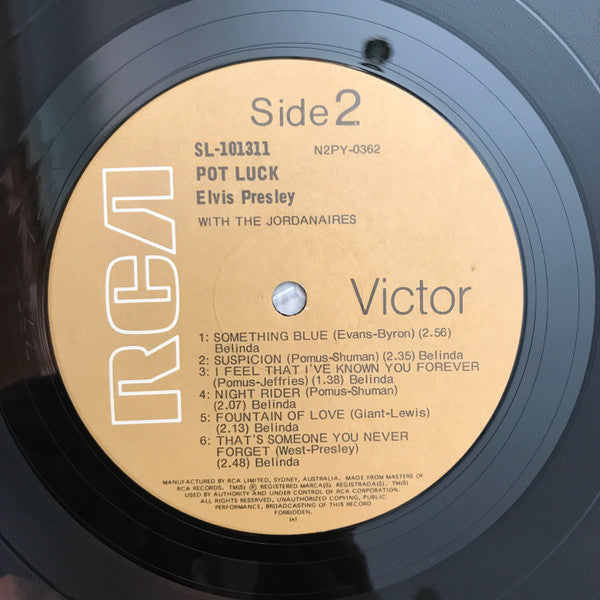 Side 2
SL-101311 N2PY-0362
POT LUCK
Elvis Presley
WITH THE JORDANAIRES
RCA
Victor
1: SOMETHING BLUE (Evans-Byron) (2.56)
Belinda
2: SUSPICION (Pomus-Shuman) (2.35) Belinda
3: I FEEL THAT I'VE KNOWN YOU FOREVER
(Pomus-Jeffries) (1.38) Belinda
4: NIGHT RIDER (Pomus-Shuman)
(2.07) Belinda
5: FOUNTAIN OF LOVE (Giant-Lewis)
(2.13) Belinda
6: THAT'S SOMEONE YOU NEVER
FORGET (West-Presley)
(2.48) Belinda
MANUFACTURED BY RCA LIMITED, SYDNEY, AUSTRALIA. MADE FROM MASTERS OF
RCA RECORDS. TM(S) ® REGISTERED MARCA(S) REGISTRADA(S). TM(S)
USED BY AUTHORITY AND UNDER CONTROL OF RCA CORPORATION.
ALL RIGHTS RESERVED, UNAUTHORIZED COPYING, PUBLIC
PERFORMANCE, BROADCASTING OF THIS RECORD
FORBIDDEN.